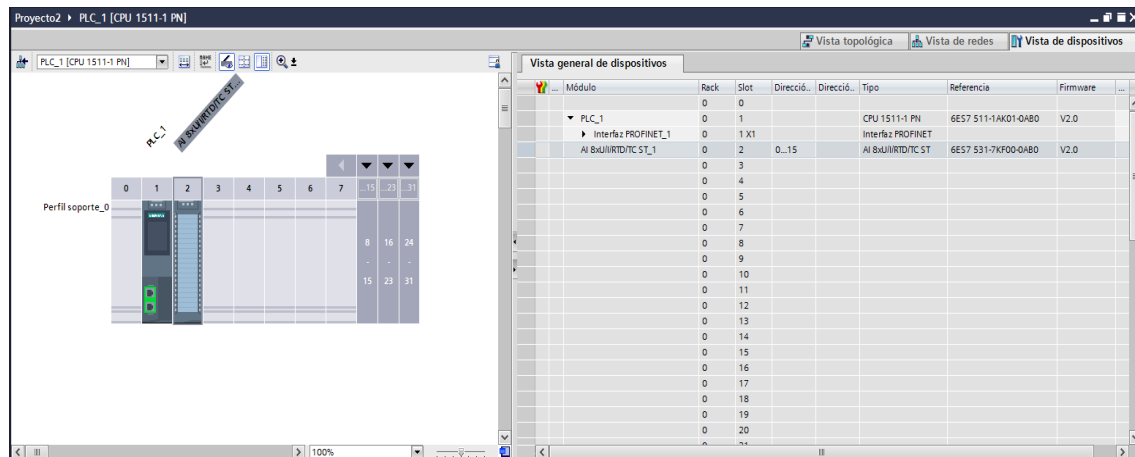 Proyecto2 ▸ PLC_1 [CPU 1511-1 PN]
Vista topológica Vista de redes Vista de dispositivos
PLC_1 [CPU 1511-1 PN]
PLC_1
AI 8xU/I/RTD/TC ST...
0 1 2 3 4 5 6 7 ...15 ...23 ...31
Perfil soporte_0
8 16 24
- - -
15 23 31
100%
Vista general de dispositivos
... Módulo Rack Slot Direcció.. Direcció.. Tipo Referencia Firmware ...
0 0
PLC_1 0 1 CPU 1511-1 PN 6ES7 511-1AK01-0AB0 V2.0
Interfaz PROFINET_1 0 1 X1 Interfaz PROFINET
AI 8xU/I/RTD/TC ST_1 0 2 0...15 AI 8xU/I/RTD/TC ST 6ES7 531-7KF00-0AB0 V2.0
0 3
0 4
0 5
0 6
0 7
0 8
0 9
0 10
0 11
0 12
0 13
0 14
0 15
0 16
0 17
0 18
0 19
0 20